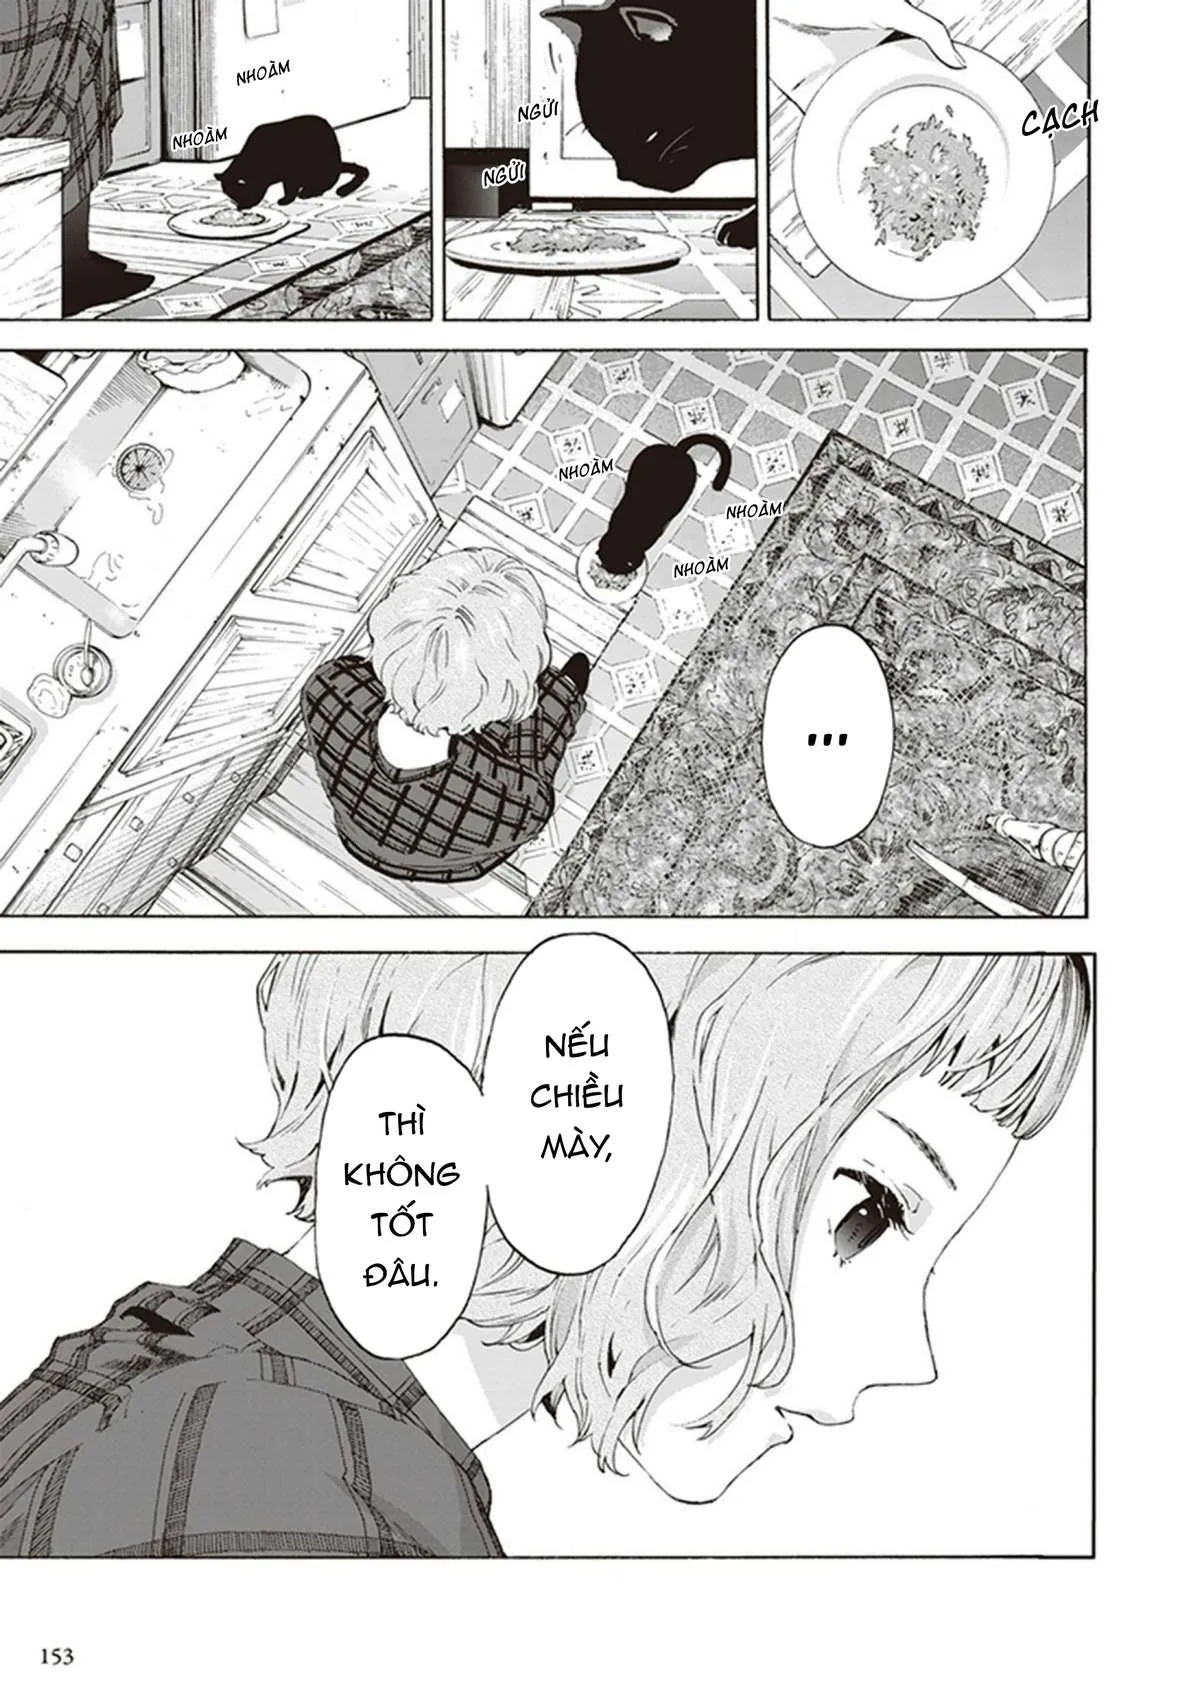 CẠCH
NGỬI
NGỬI
NHOÀM
NHOÀM
NHOÀM
NHOÀM
NHOÀM
...
NẾU
CHIỀU
MÀY,
THÌ
KHÔNG
TỐT
ĐÂU.
153